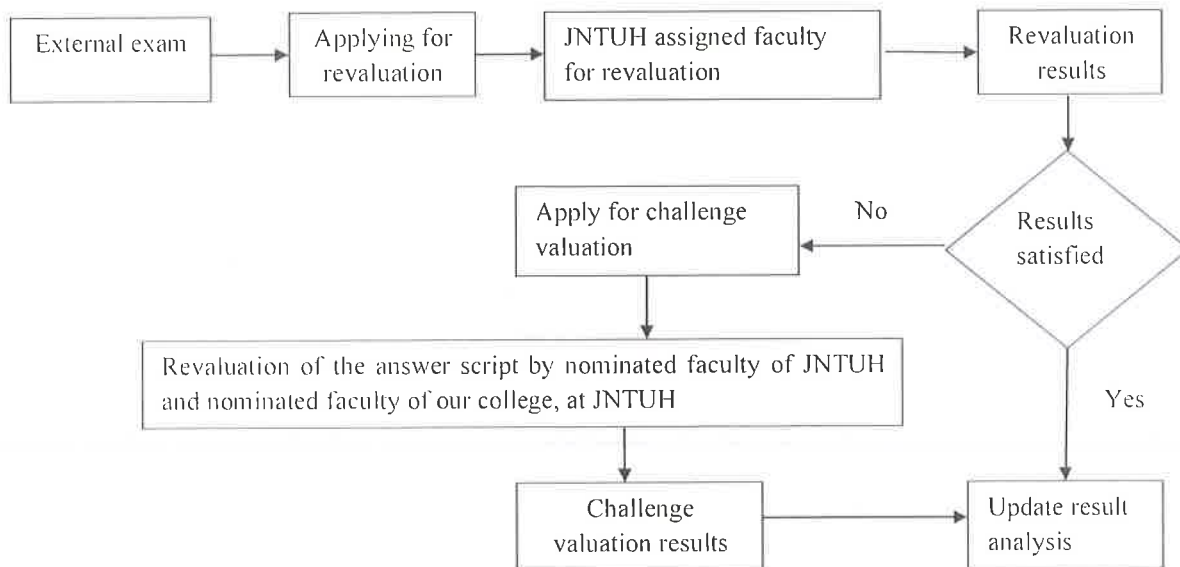 External exam
Applying for
revaluation
JNTUH assigned faculty
for revaluation
Revaluation
results
Results
satisfied
No
Apply for challenge
valuation
Revaluation of the answer script by nominated faculty of JNTUH
and nominated faculty of our college, at JNTUH
Yes
Challenge
valuation results
Update result
analysis